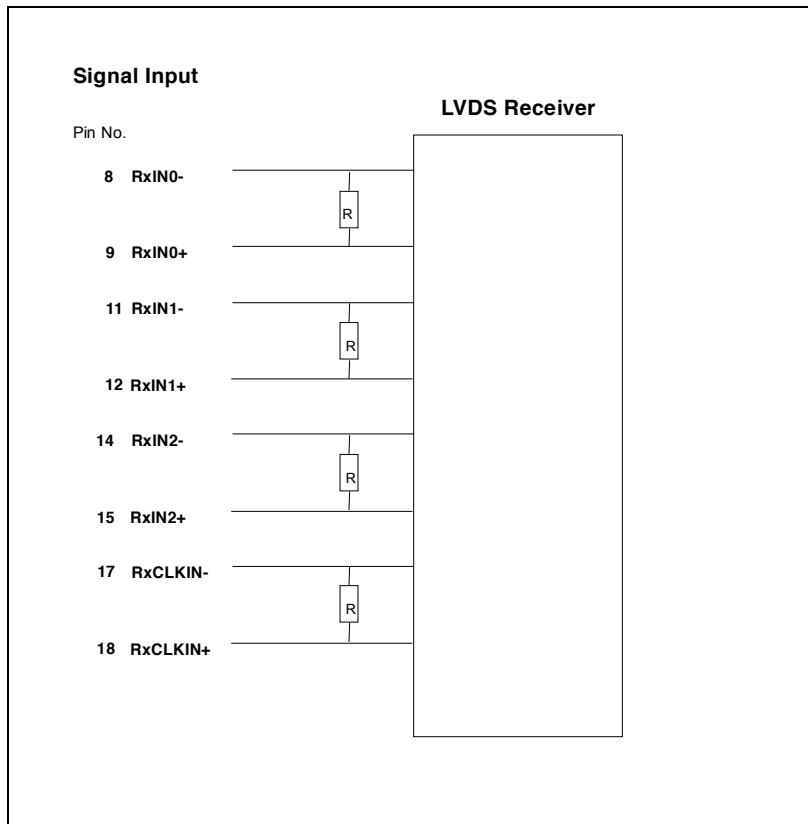 Signal Input
LVDS Receiver
Pin No.
8 RxIN0-
R
9 RxIN0+
11 RxIN1-
R
12 RxIN1+
14 RxIN2-
R
15 RxIN2+
17 RxCLKIN-
R
18 RxCLKIN+